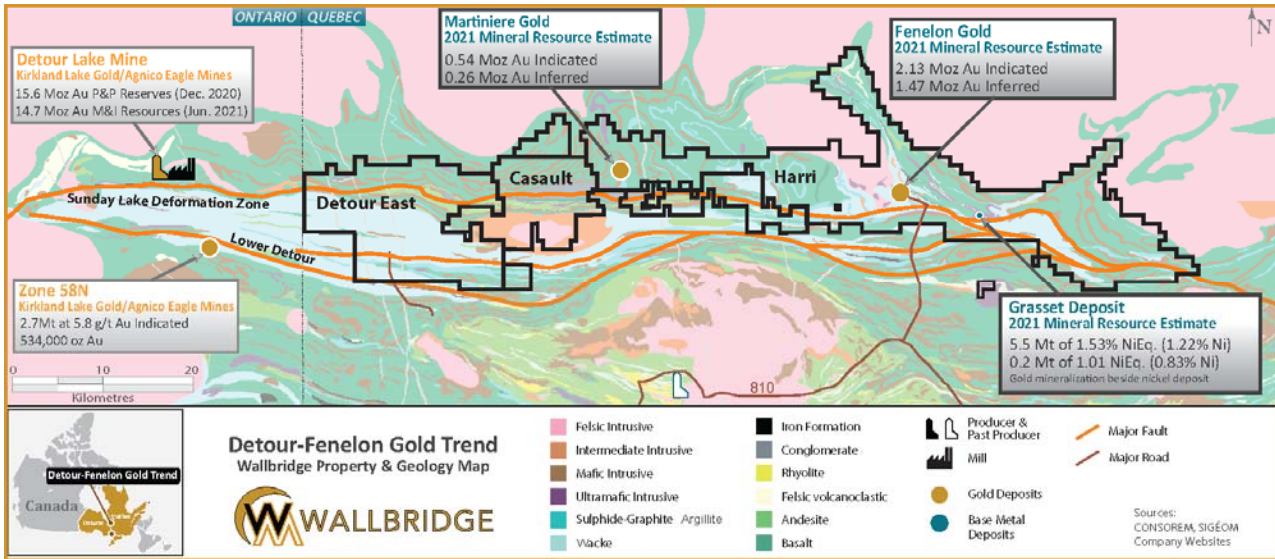 ONTARIO QUEBEC
N
Detour Lake Mine
Kirkland Lake Gold/Agnico Eagle Mines
15.6 Moz Au P&P Reserves (Dec. 2020)
14.7 Moz Au M&I Resources (Jun. 2021)
Martiniere Gold
2021 Mineral Resource Estimate
0.54 Moz Au Indicated
0.26 Moz Au Inferred
Fenelon Gold
2021 Mineral Resource Estimate
2.13 Moz Au Indicated
1.47 Moz Au Inferred
Sunday Lake Deformation Zone
Detour East
Casault
Harri
Lower Detour
Zone 58N
Kirkland Lake Gold/Agnico Eagle Mines
2.7Mt at 5.8 g/t Au Indicated
534,000 oz Au
Grasset Deposit
2021 Mineral Resource Estimate
5.5 Mt of 1.53% NiEq. (1.22% Ni)
0.2 Mt of 1.01 NiEq. (0.83% Ni)
Gold mineralization beside nickel deposit
0 10 20
Kilometres
810
Detour-Fenelon Gold Trend
Canada
Detour-Fenelon Gold Trend
Wallbridge Property & Geology Map
WALLBRIDGE
Felsic Intrusive
Intermediate Intrusive
Mafic Intrusive
Ultramafic Intrusive
Sulphide-Graphite Argillite
Wacke
Iron Formation
Conglomerate
Rhyolite
Felsic volcanoclastic
Andesite
Basalt
Producer &
Past Producer
Mill
Gold Deposits
Base Metal
Deposits
Major Fault
Major Road
Sources:
CONSOREM, SIGÉOM
Company Websites